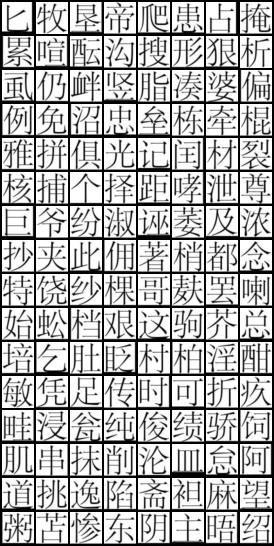 匕牧垦帝爬患占掩
累喧酝沟搜形狠析
虱仍衅竖脂凑婆偏
例免沼忠垒栋牵棍
雅拼俱光记闰材裂
核捕个择距哮泄尊
巨爷纷淑诬萎及浓
抄夹此佣著梢都念
特饶纱棵哥麸罢喇
始蚣档艰这驹芥总
培乞肚眨村柏淫酣
敏凭足传时可折疚
畦浸瓮纯俊绩骄饲
肌串抹削沦皿怠阿
道挑逸陷斋袒麻望
粥苫惨东阴主唔绍